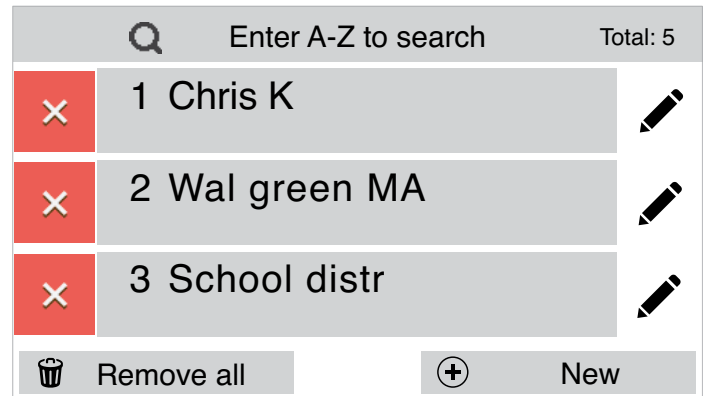 Enter A-Z to search Total: 5
1 Chris K
2 Wal green MA
3 School distr
Remove all New